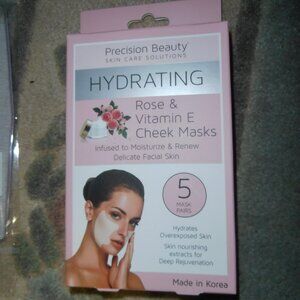 Precision Beauty
SKIN CARE SOLUTIONS
HYDRATING
Rose &
Vitamin E
Cheek Masks
Infused to Moisturize & Renew
Delicate Facial Skin
5
MASK
PAIRS
Hydrates
Overexposed Skin
Skin nourishing
extracts for
Deep Rejuvenation
Made in Korea